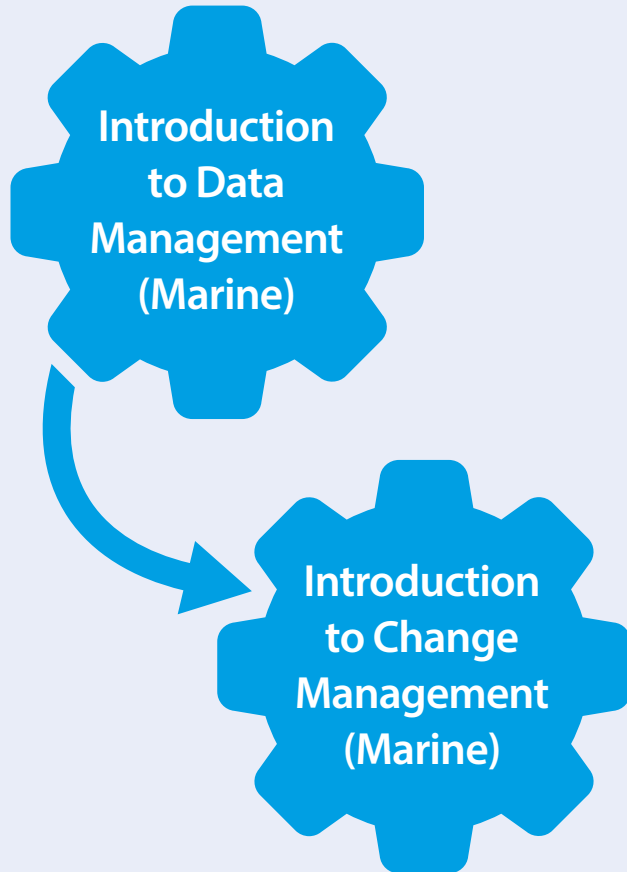 Introduction
to Data
Management
(Marine)
Introduction
to Change
Management
(Marine)